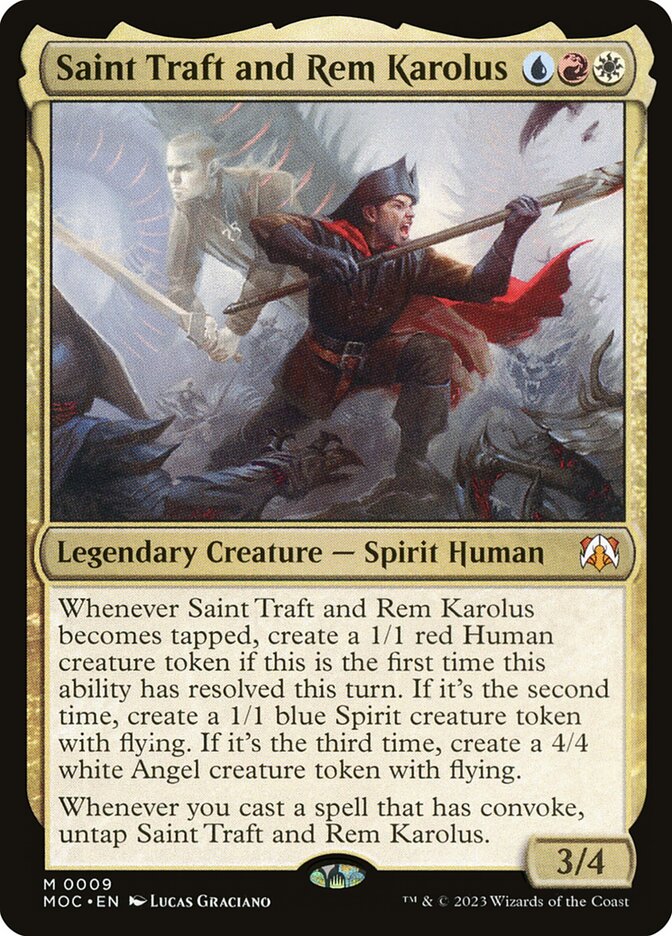 Saint Traft and Rem Karolus
Legendary Creature — Spirit Human
Whenever Saint Traft and Rem Karolus
becomes tapped, create a 1/1 red Human
creature token if this is the first time this
ability has resolved this turn. If it's the second
time, create a 1/1 blue Spirit creature token
with flying. If it's the third time, create a 4/4
white Angel creature token with flying.
Whenever you cast a spell that has convoke,
untap Saint Traft and Rem Karolus.
3/4
M 0009
MOC • EN Lucas Graciano
™ & © 2023 Wizards of the Coast